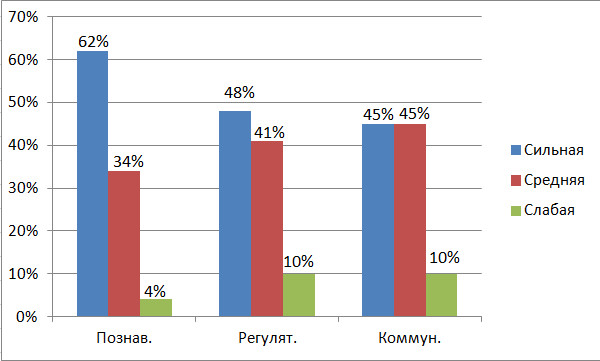 70%
60%
50%
40%
30%
20%
10%
0%
62%
34%
4%
48%
41%
10%
45%
45%
10%
Познав.
Регулят.
Коммун.
Сильная
Средняя
Слабая